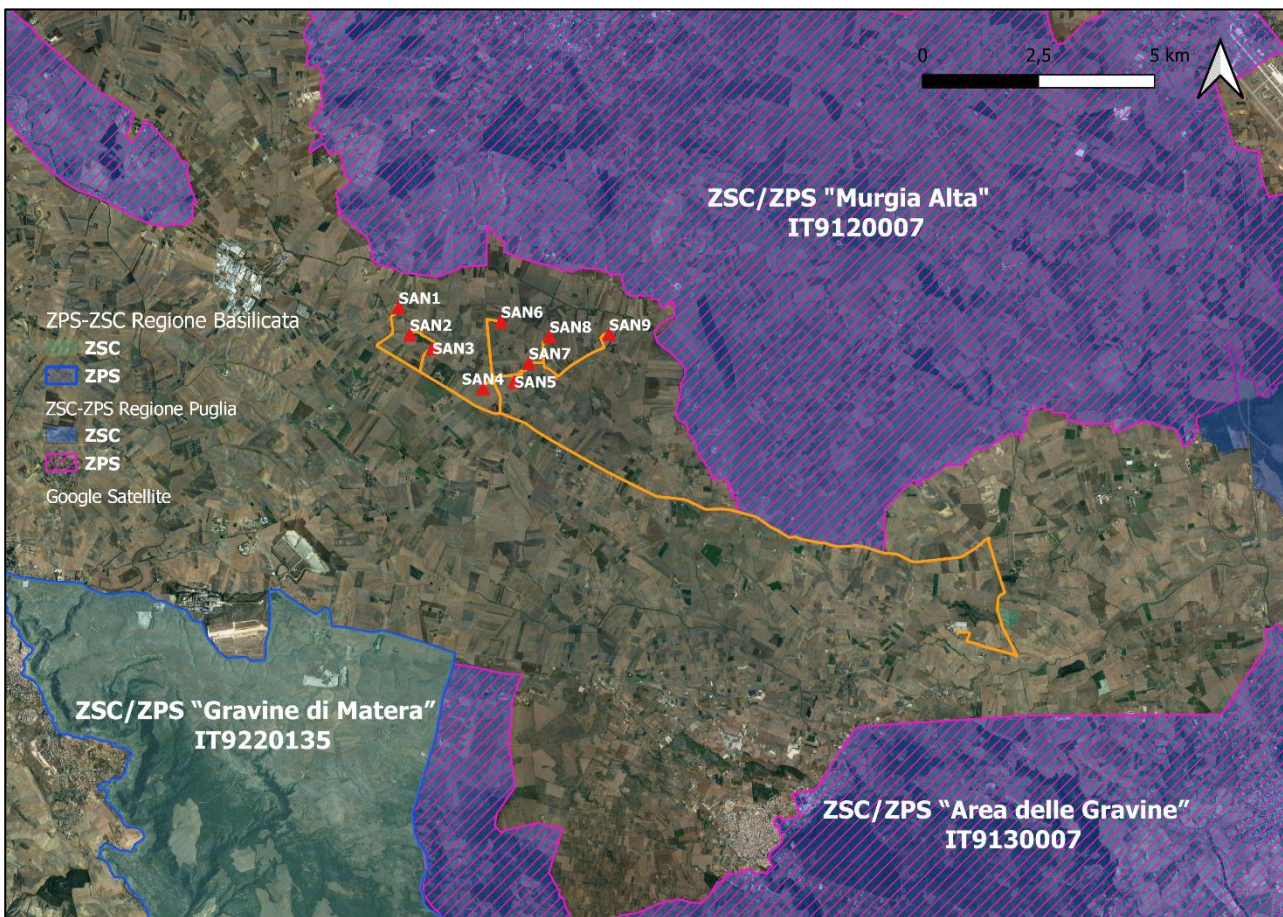 0 2,5 5 km
ZSC/ZPS "Murgia Alta"
IT9120007
SAN1
SAN2
SAN3
SAN4
SAN5
SAN6
SAN7
SAN8
SAN9
ZPS-ZSC Regione Basilicata
ZSC
ZPS
ZSC-ZPS Regione Puglia
ZSC
ZPS
Google Satellite
ZSC/ZPS “Gravine di Matera”
IT9220135
ZSC/ZPS “Area delle Gravine”
IT9130007